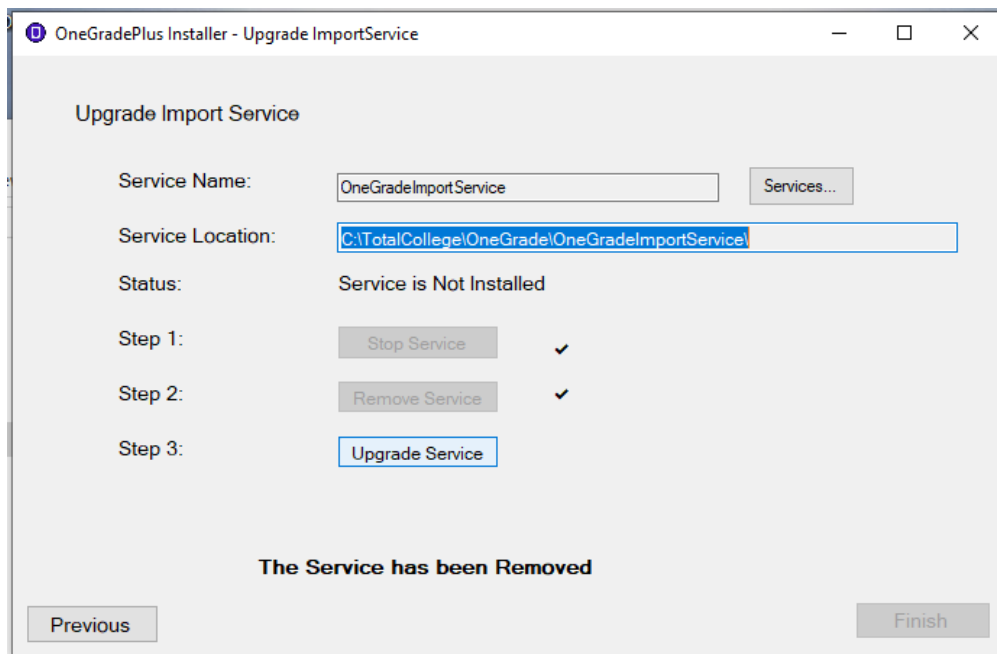 OneGradePlus Installer - Upgrade ImportService
Upgrade Import Service
Service Name: OneGradeImportService Services...
Service Location: C:\TotalCollege\OneGrade\OneGradeImportService\
Status: Service is Not Installed
Step 1: Stop Service ✔
Step 2: Remove Service ✔
Step 3: Upgrade Service
The Service has been Removed
Previous Finish